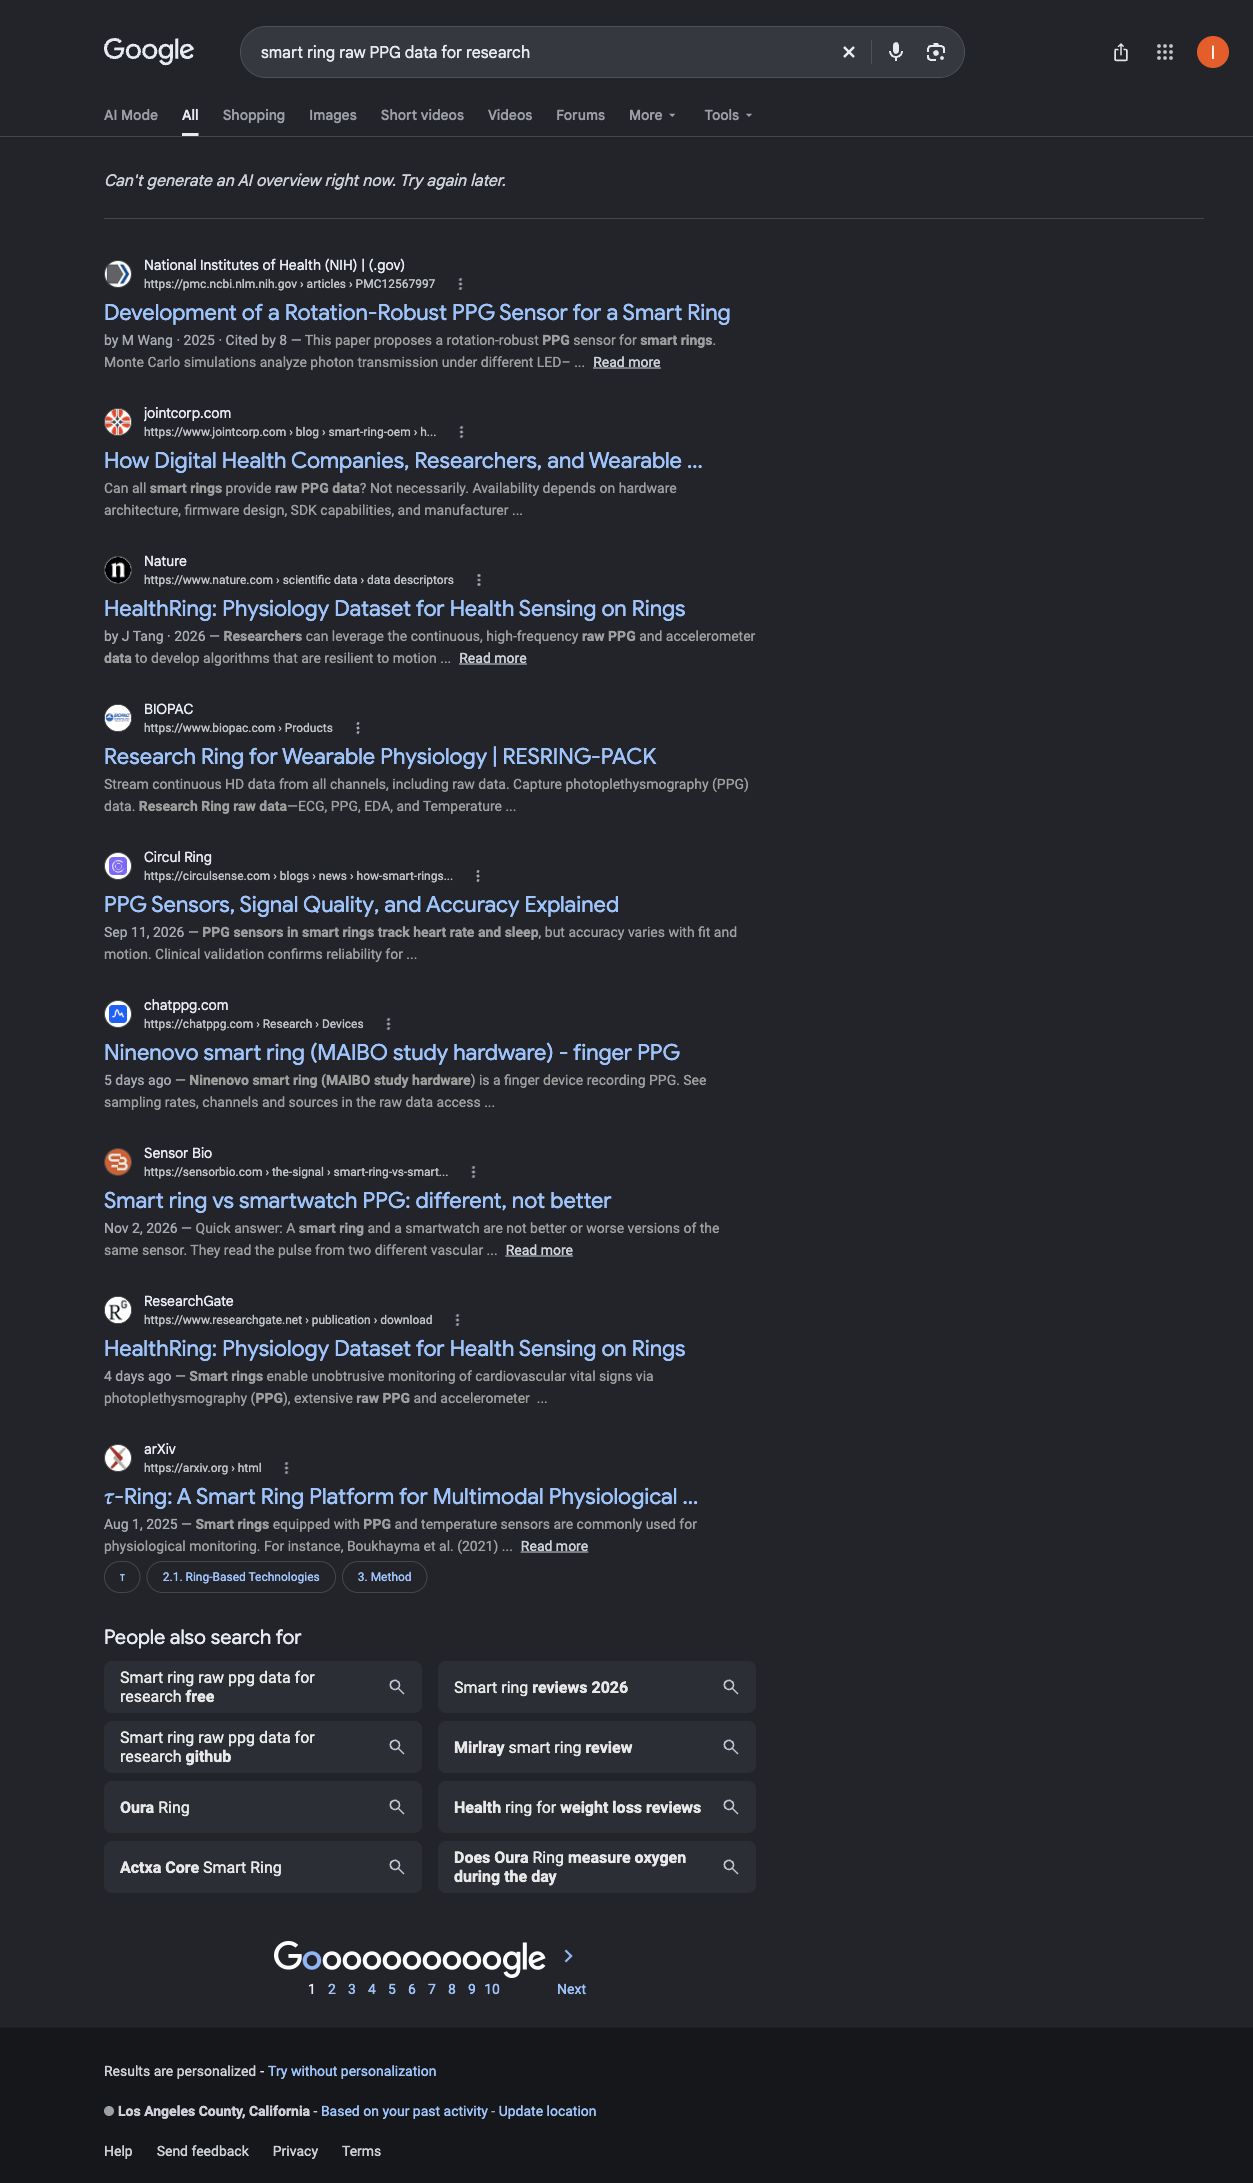 Google
smart ring raw PPG data for research
I
AI Mode All Shopping Images Short videos Videos Forums More Tools
Can't generate an AI overview right now. Try again later.
National Institutes of Health (NIH) | (.gov)
https://pmc.ncbi.nlm.nih.gov › articles › PMC12567997
Development of a Rotation-Robust PPG Sensor for a Smart Ring
by M Wang · 2025 · Cited by 8 — This paper proposes a rotation-robust PPG sensor for smart rings.
Monte Carlo simulations analyze photon transmission under different LED– ... Read more
jointcorp.com
https://www.jointcorp.com › blog › smart-ring-oem › h...
How Digital Health Companies, Researchers, and Wearable ...
Can all smart rings provide raw PPG data? Not necessarily. Availability depends on hardware
architecture, firmware design, SDK capabilities, and manufacturer ...
n
Nature
https://www.nature.com › scientific data › data descriptors
HealthRing: Physiology Dataset for Health Sensing on Rings
by J Tang · 2026 — Researchers can leverage the continuous, high-frequency raw PPG and accelerometer
data to develop algorithms that are resilient to motion ... Read more
BIOPAC
https://www.biopac.com › Products
Research Ring for Wearable Physiology | RESRING-PACK
Stream continuous HD data from all channels, including raw data. Capture photoplethysmography (PPG)
data. Research Ring raw data—ECG, PPG, EDA, and Temperature ...
Circul Ring
https://circulsense.com › blogs › news › how-smart-rings...
PPG Sensors, Signal Quality, and Accuracy Explained
Sep 11, 2026 — PPG sensors in smart rings track heart rate and sleep, but accuracy varies with fit and
motion. Clinical validation confirms reliability for ...
chatppg.com
https://chatppg.com › Research › Devices
Ninenovo smart ring (MAIBO study hardware) - finger PPG
5 days ago — Ninenovo smart ring (MAIBO study hardware) is a finger device recording PPG. See
sampling rates, channels and sources in the raw data access ...
Sensor Bio
https://sensorbio.com › the-signal › smart-ring-vs-smart...
Smart ring vs smartwatch PPG: different, not better
Nov 2, 2026 — Quick answer: A smart ring and a smartwatch are not better or worse versions of the
same sensor. They read the pulse from two different vascular ... Read more
RG
ResearchGate
https://www.researchgate.net › publication › download
HealthRing: Physiology Dataset for Health Sensing on Rings
4 days ago — Smart rings enable unobtrusive monitoring of cardiovascular vital signs via
photoplethysmography (PPG), extensive raw PPG and accelerometer ...
arXiv
https://arxiv.org › html
τ-Ring: A Smart Ring Platform for Multimodal Physiological ...
Aug 1, 2025 — Smart rings equipped with PPG and temperature sensors are commonly used for
physiological monitoring. For instance, Boukhayma et al. (2021) ... Read more
τ 2.1. Ring-Based Technologies 3. Method
People also search for
Smart ring raw ppg data for
research free
Smart ring reviews 2026
Smart ring raw ppg data for
research github
Mirlray smart ring review
Oura Ring
Health ring for weight loss reviews
Actxa Core Smart Ring
Does Oura Ring measure oxygen
during the day
Goooooooooogle
1 2 3 4 5 6 7 8 9 10 Next
Results are personalized - Try without personalization
Los Angeles County, California - Based on your past activity - Update location
Help Send feedback Privacy Terms